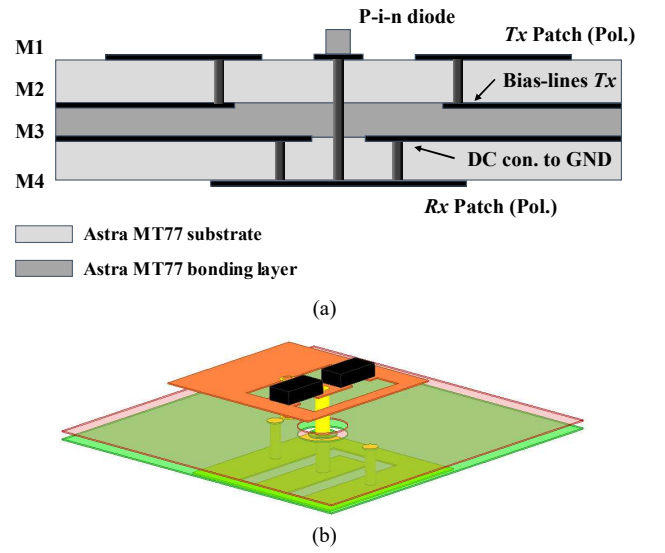 P-i-n diode
M1
Tx Patch (Pol.)
M2
Bias-lines Tx
M3
DC con. to GND
M4
Rx Patch (Pol.)
Astra MT77 substrate
Astra MT77 bonding layer
(a)
(b)